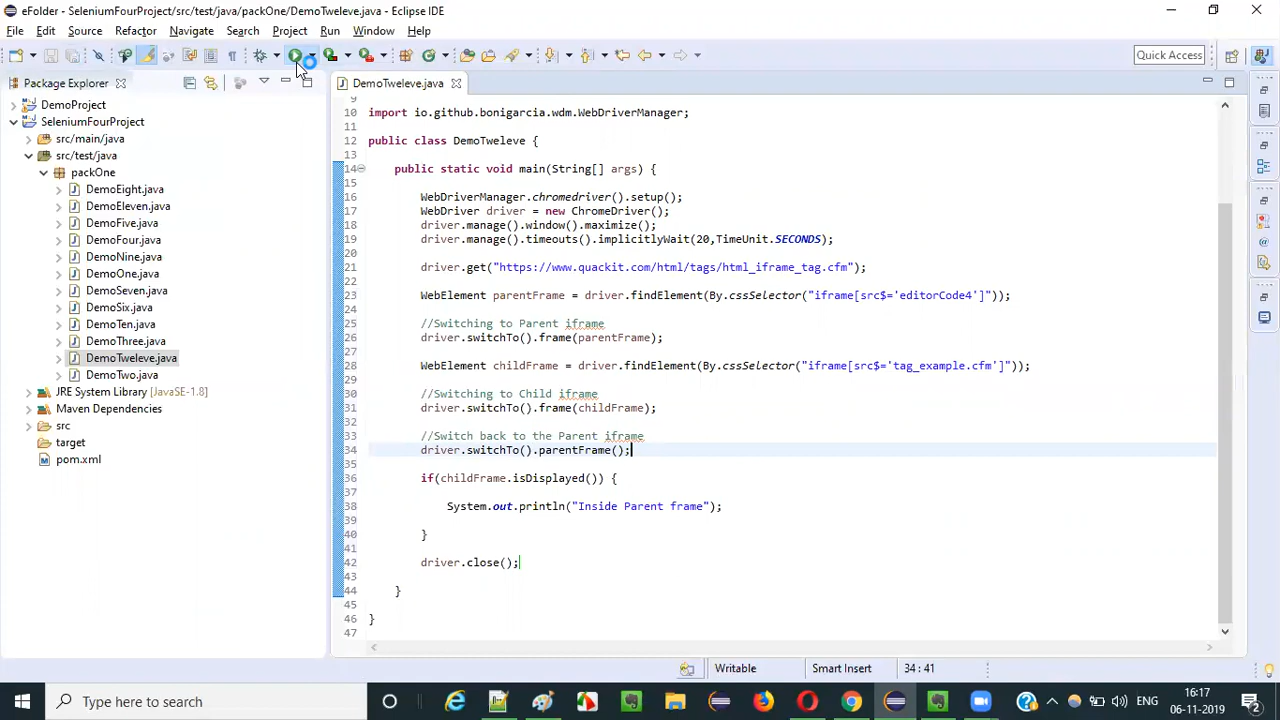 eFolder - SeleniumFourProject/src/test/java/packOne/DemoTweleve.java - Eclipse IDE
File Edit Source Refactor Navigate Search Project Run Window Help
Quick Access
Package Explorer
DemoTweleve.java
DemoProject
SeleniumFourProject
src/main/java
src/test/java
packOne
DemoEight.java
DemoEleven.java
DemoFive.java
DemoFour.java
DemoNine.java
DemoOne.java
DemoSeven.java
DemoSix.java
DemoTen.java
DemoThree.java
DemoTweleve.java
DemoTwo.java
JRE System Library [JavaSE-1.8]
Maven Dependencies
src
target
pom.xml
9
10 import io.github.bonigarcia.wdm.WebDriverManager;
11
12 public class DemoTweleve {
13
14 public static void main(String[] args) {
15
16 WebDriverManager.chromedriver().setup();
17 WebDriver driver = new ChromeDriver();
18 driver.manage().window().maximize();
19 driver.manage().timeouts().implicitlyWait(20,TimeUnit.SECONDS);
20
21 driver.get("https://www.quackit.com/html/tags/html_iframe_tag.cfm");
22
23 WebElement parentFrame = driver.findElement(By.cssSelector("iframe[src$='editorCode4']"));
24
25 //Switching to Parent iframe
26 driver.switchTo().frame(parentFrame);
27
28 WebElement childFrame = driver.findElement(By.cssSelector("iframe[src$='tag_example.cfm']"));
29
30 //Switching to Child iframe
31 driver.switchTo().frame(childFrame);
32
33 //Switch back to the Parent iframe
34 driver.switchTo().parentFrame();
35
36 if(childFrame.isDisplayed()) {
37
38 System.out.println("Inside Parent frame");
39
40 }
41
42 driver.close();
43
44 }
45
46 }
47
Writable Smart Insert 34 : 41
Type here to search
ENG
16:17
06-11-2019